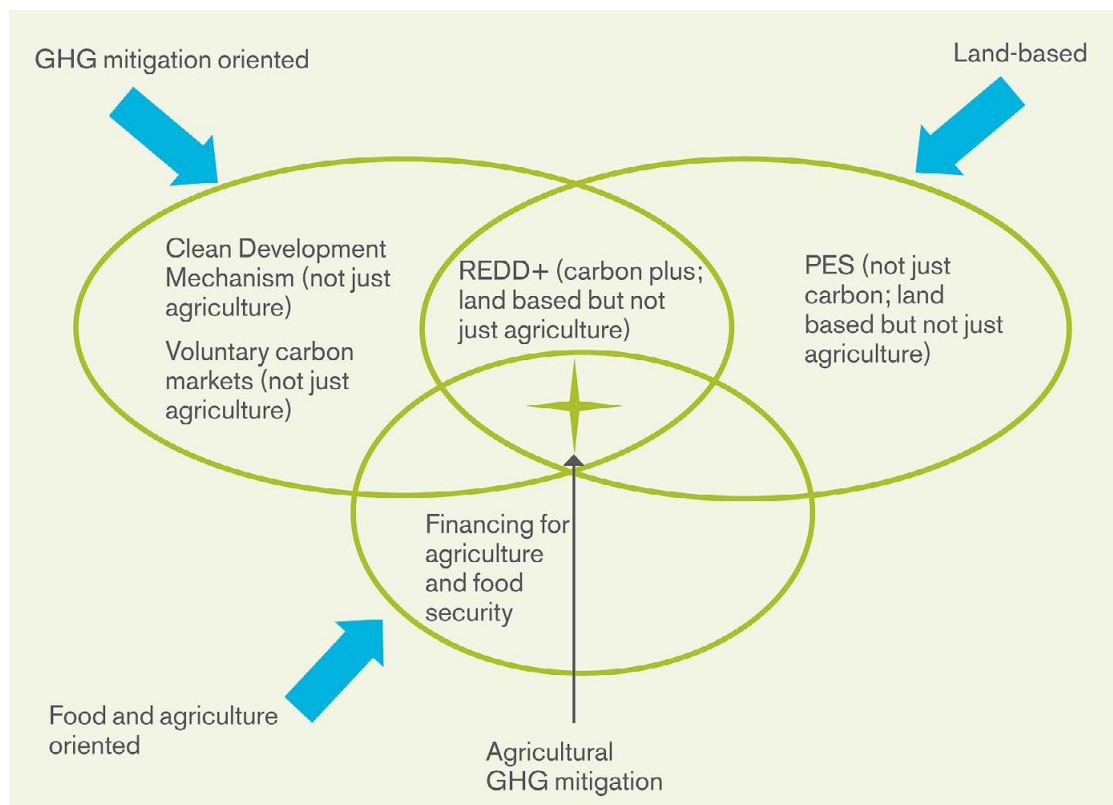 GHG mitigation oriented
Land-based
Clean Development
Mechanism (not just
agriculture)
Voluntary carbon
markets (not just
agriculture)
REDD+ (carbon plus;
land based but not
just agriculture)
PES (not just
carbon; land
based but not just
agriculture)
Financing for
agriculture
and food
security
Food and agriculture
oriented
Agricultural
GHG mitigation